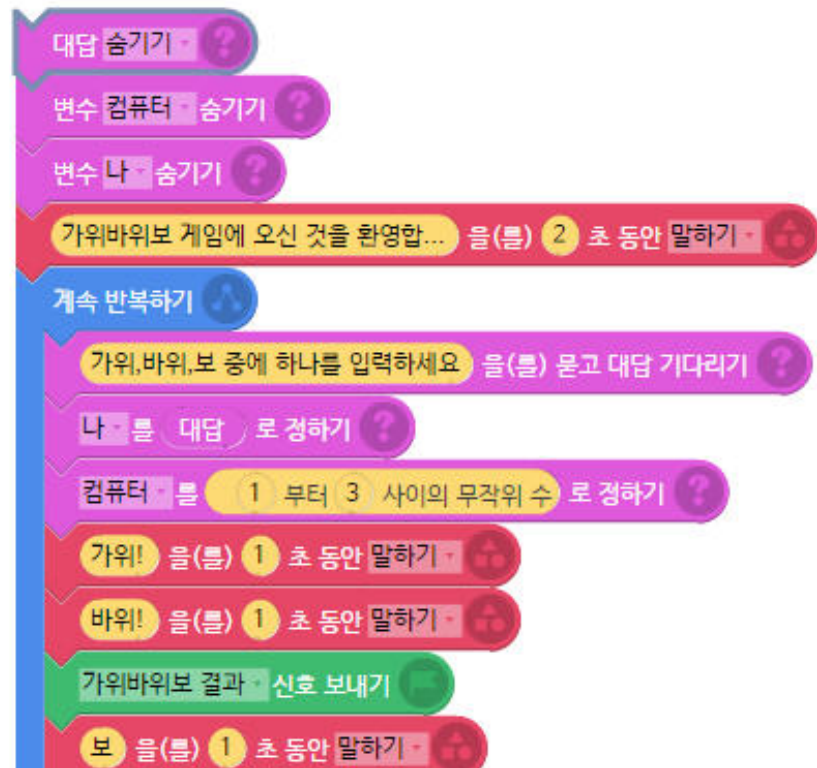 대답 숨기기
변수 컴퓨터 숨기기
변수 나 숨기기
가위바위보 게임에 오신 것을 환영합... 을(를) 2 초 동안 말하기
계속 반복하기
가위,바위,보 중에 하나를 입력하세요 을(를) 묻고 대답 기다리기
나 를 대답 로 정하기
컴퓨터 를 1 부터 3 사이의 무작위 수 로 정하기
가위! 을(를) 1 초 동안 말하기
바위! 을(를) 1 초 동안 말하기
가위바위보 결과 신호 보내기
보 을(를) 1 초 동안 말하기